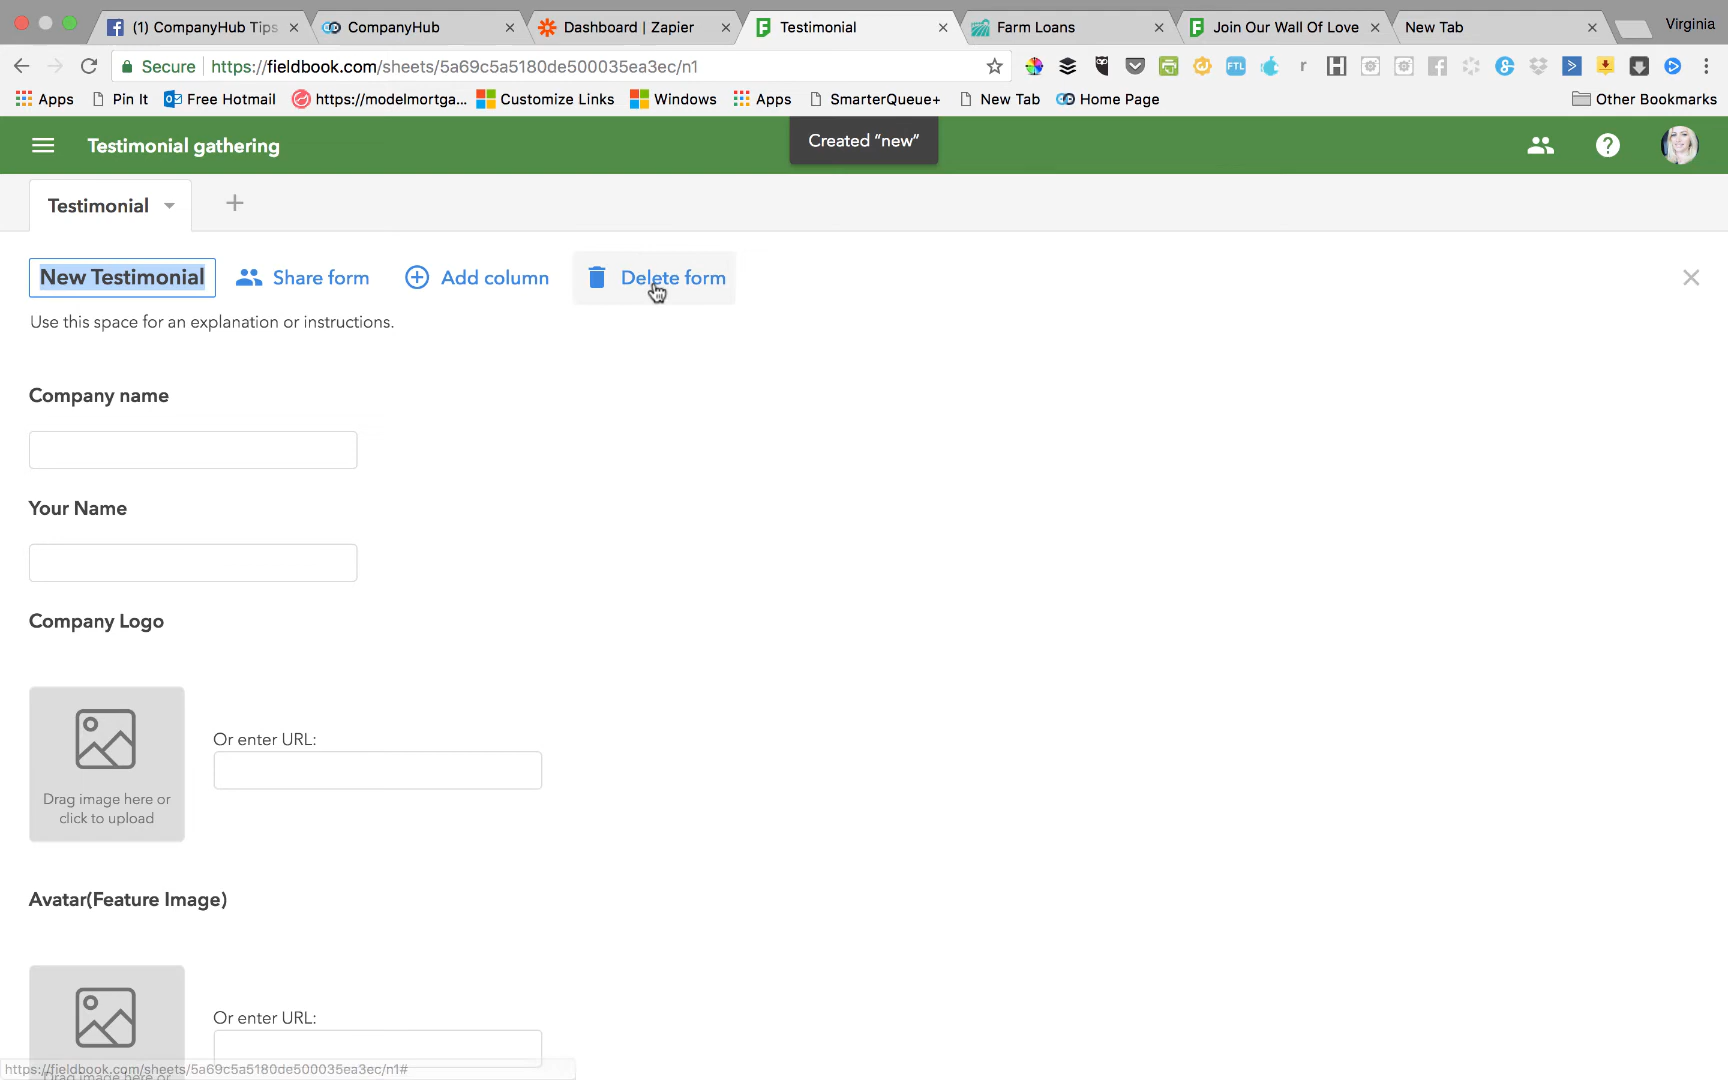 (1) CompanyHub Tips
CompanyHub
Dashboard | Zapier
Testimonial
Farm Loans
Join Our Wall Of Love
New Tab
Virginia
Secure
https://fieldbook.com/sheets/5a69c5a5180de500035ea3ec/n1
Apps
Pin It
Free Hotmail
https://modelmortga...
Customize Links
Windows
Apps
SmarterQueue+
New Tab
Home Page
Other Bookmarks
Testimonial gathering
Created “new”
Testimonial
New Testimonial
Share form
Add column
Delete form
Use this space for an explanation or instructions.
Company name
Your Name
Company Logo
Drag image here or
click to upload
Or enter URL:
Avatar(Feature Image)
Or enter URL:
https://fieldbook.com/sheets/5a69c5a5180de500035ea3ec/n1#
Drag image here or